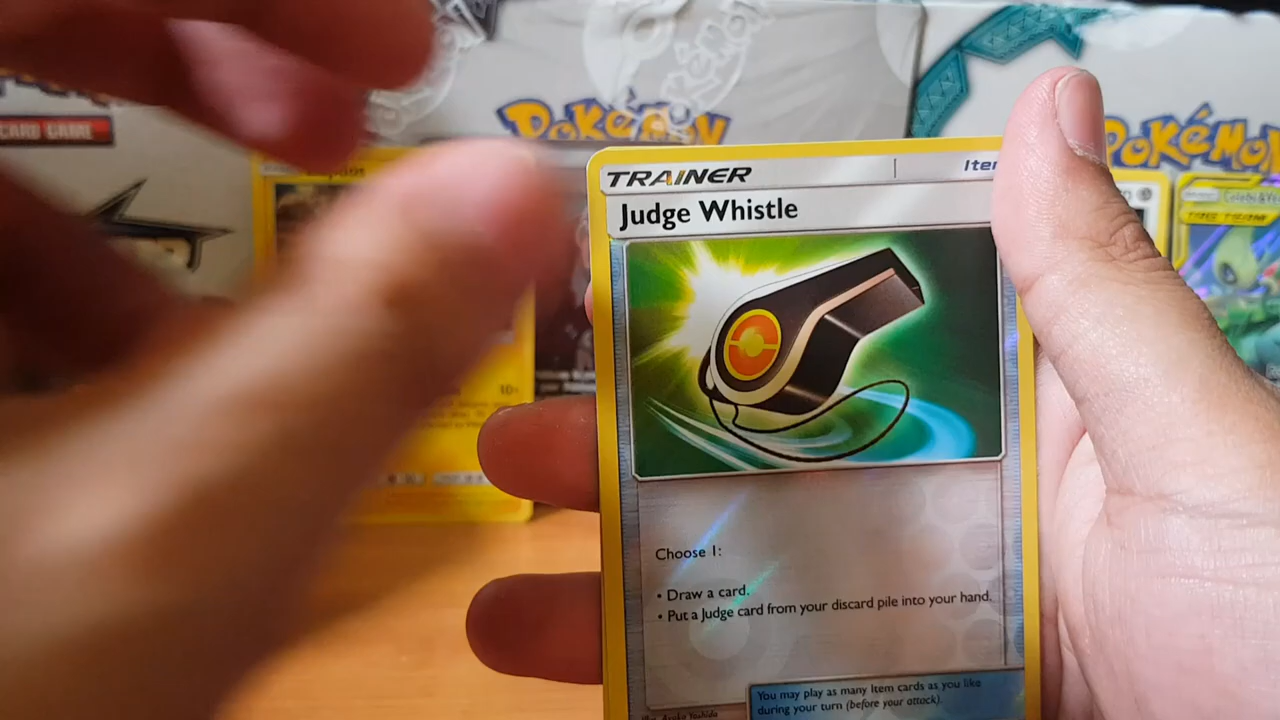 CARD GAME
POKéMON
POKéMON
TRAINER
Item
Judge Whistle
Choose 1:
• Draw a card.
• Put a Judge card from your discard pile into your hand.
You may play as many Item cards as you like
during your turn (before your attack).